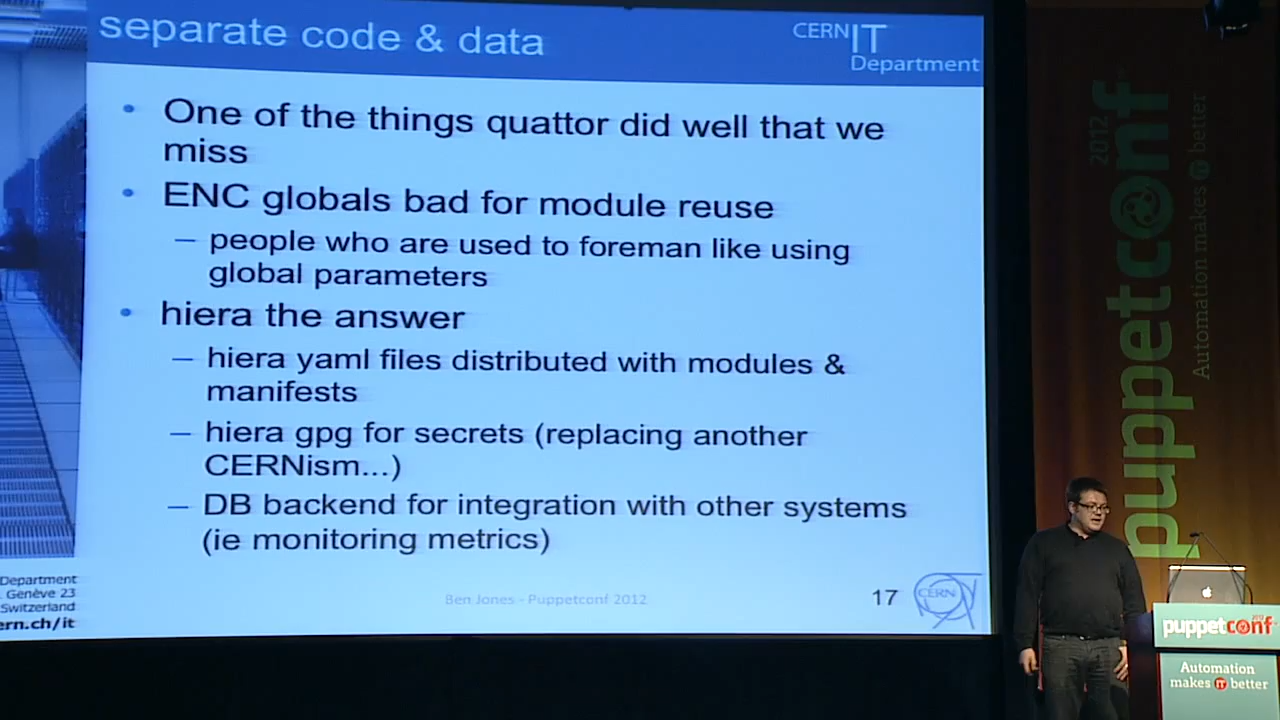 separate code & data
CERN IT
Department
• One of the things quattor did well that we
miss
• ENC globals bad for module reuse
– people who are used to foreman like using
global parameters
• hiera the answer
– hiera yaml files distributed with modules &
manifests
– hiera gpg for secrets (replacing another
CERNism...)
– DB backend for integration with other systems
(ie monitoring metrics)
Department
Genève 23
Switzerland
ern.ch/it
Ben Jones - Puppetconf 2012
17
CERN
puppetconf
2012
Automation makes IT better
puppetconf
2012
Automation
makes IT better